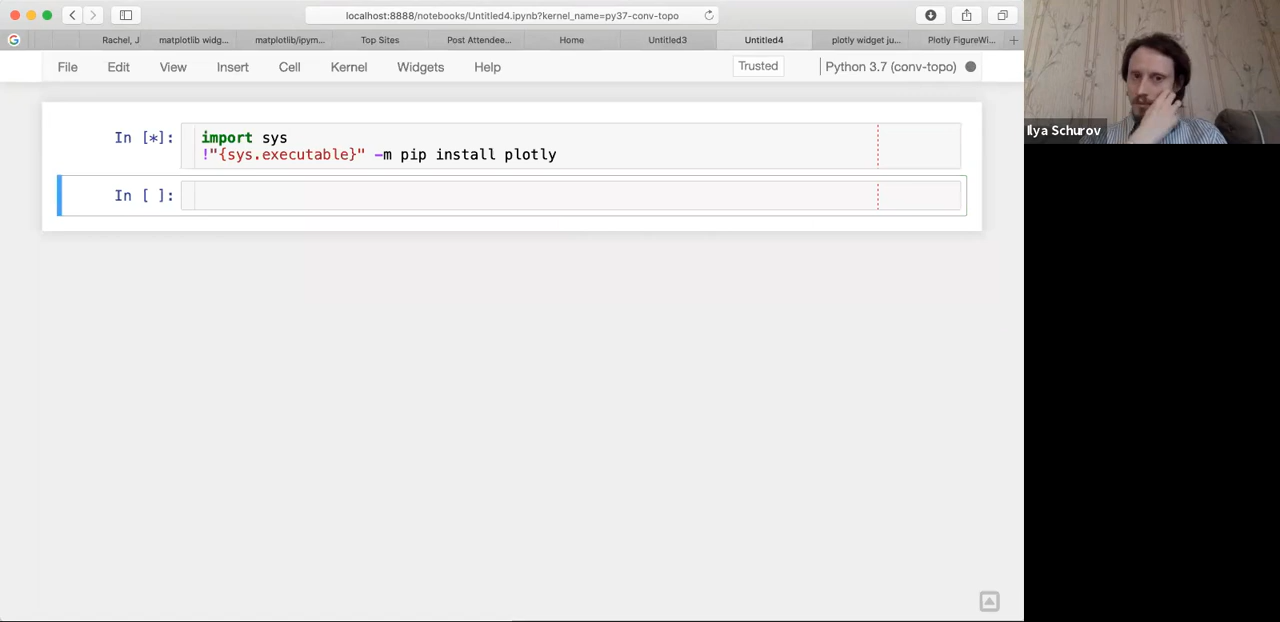 localhost:8888/notebooks/Untitled4.ipynb?kernel_name=py37-conv-topo
Rachel, J
matplotlib widg...
matplotlib/ipym...
Top Sites
Post Attendee...
Home
Untitled3
Untitled4
plotly widget ju...
Plotly FigureWi...
File
Edit
View
Insert
Cell
Kernel
Widgets
Help
Trusted
Python 3.7 (conv-topo)
In [*]:
import sys
!"{sys.executable}" -m pip install plotly
In [ ]:
Ilya Schurov